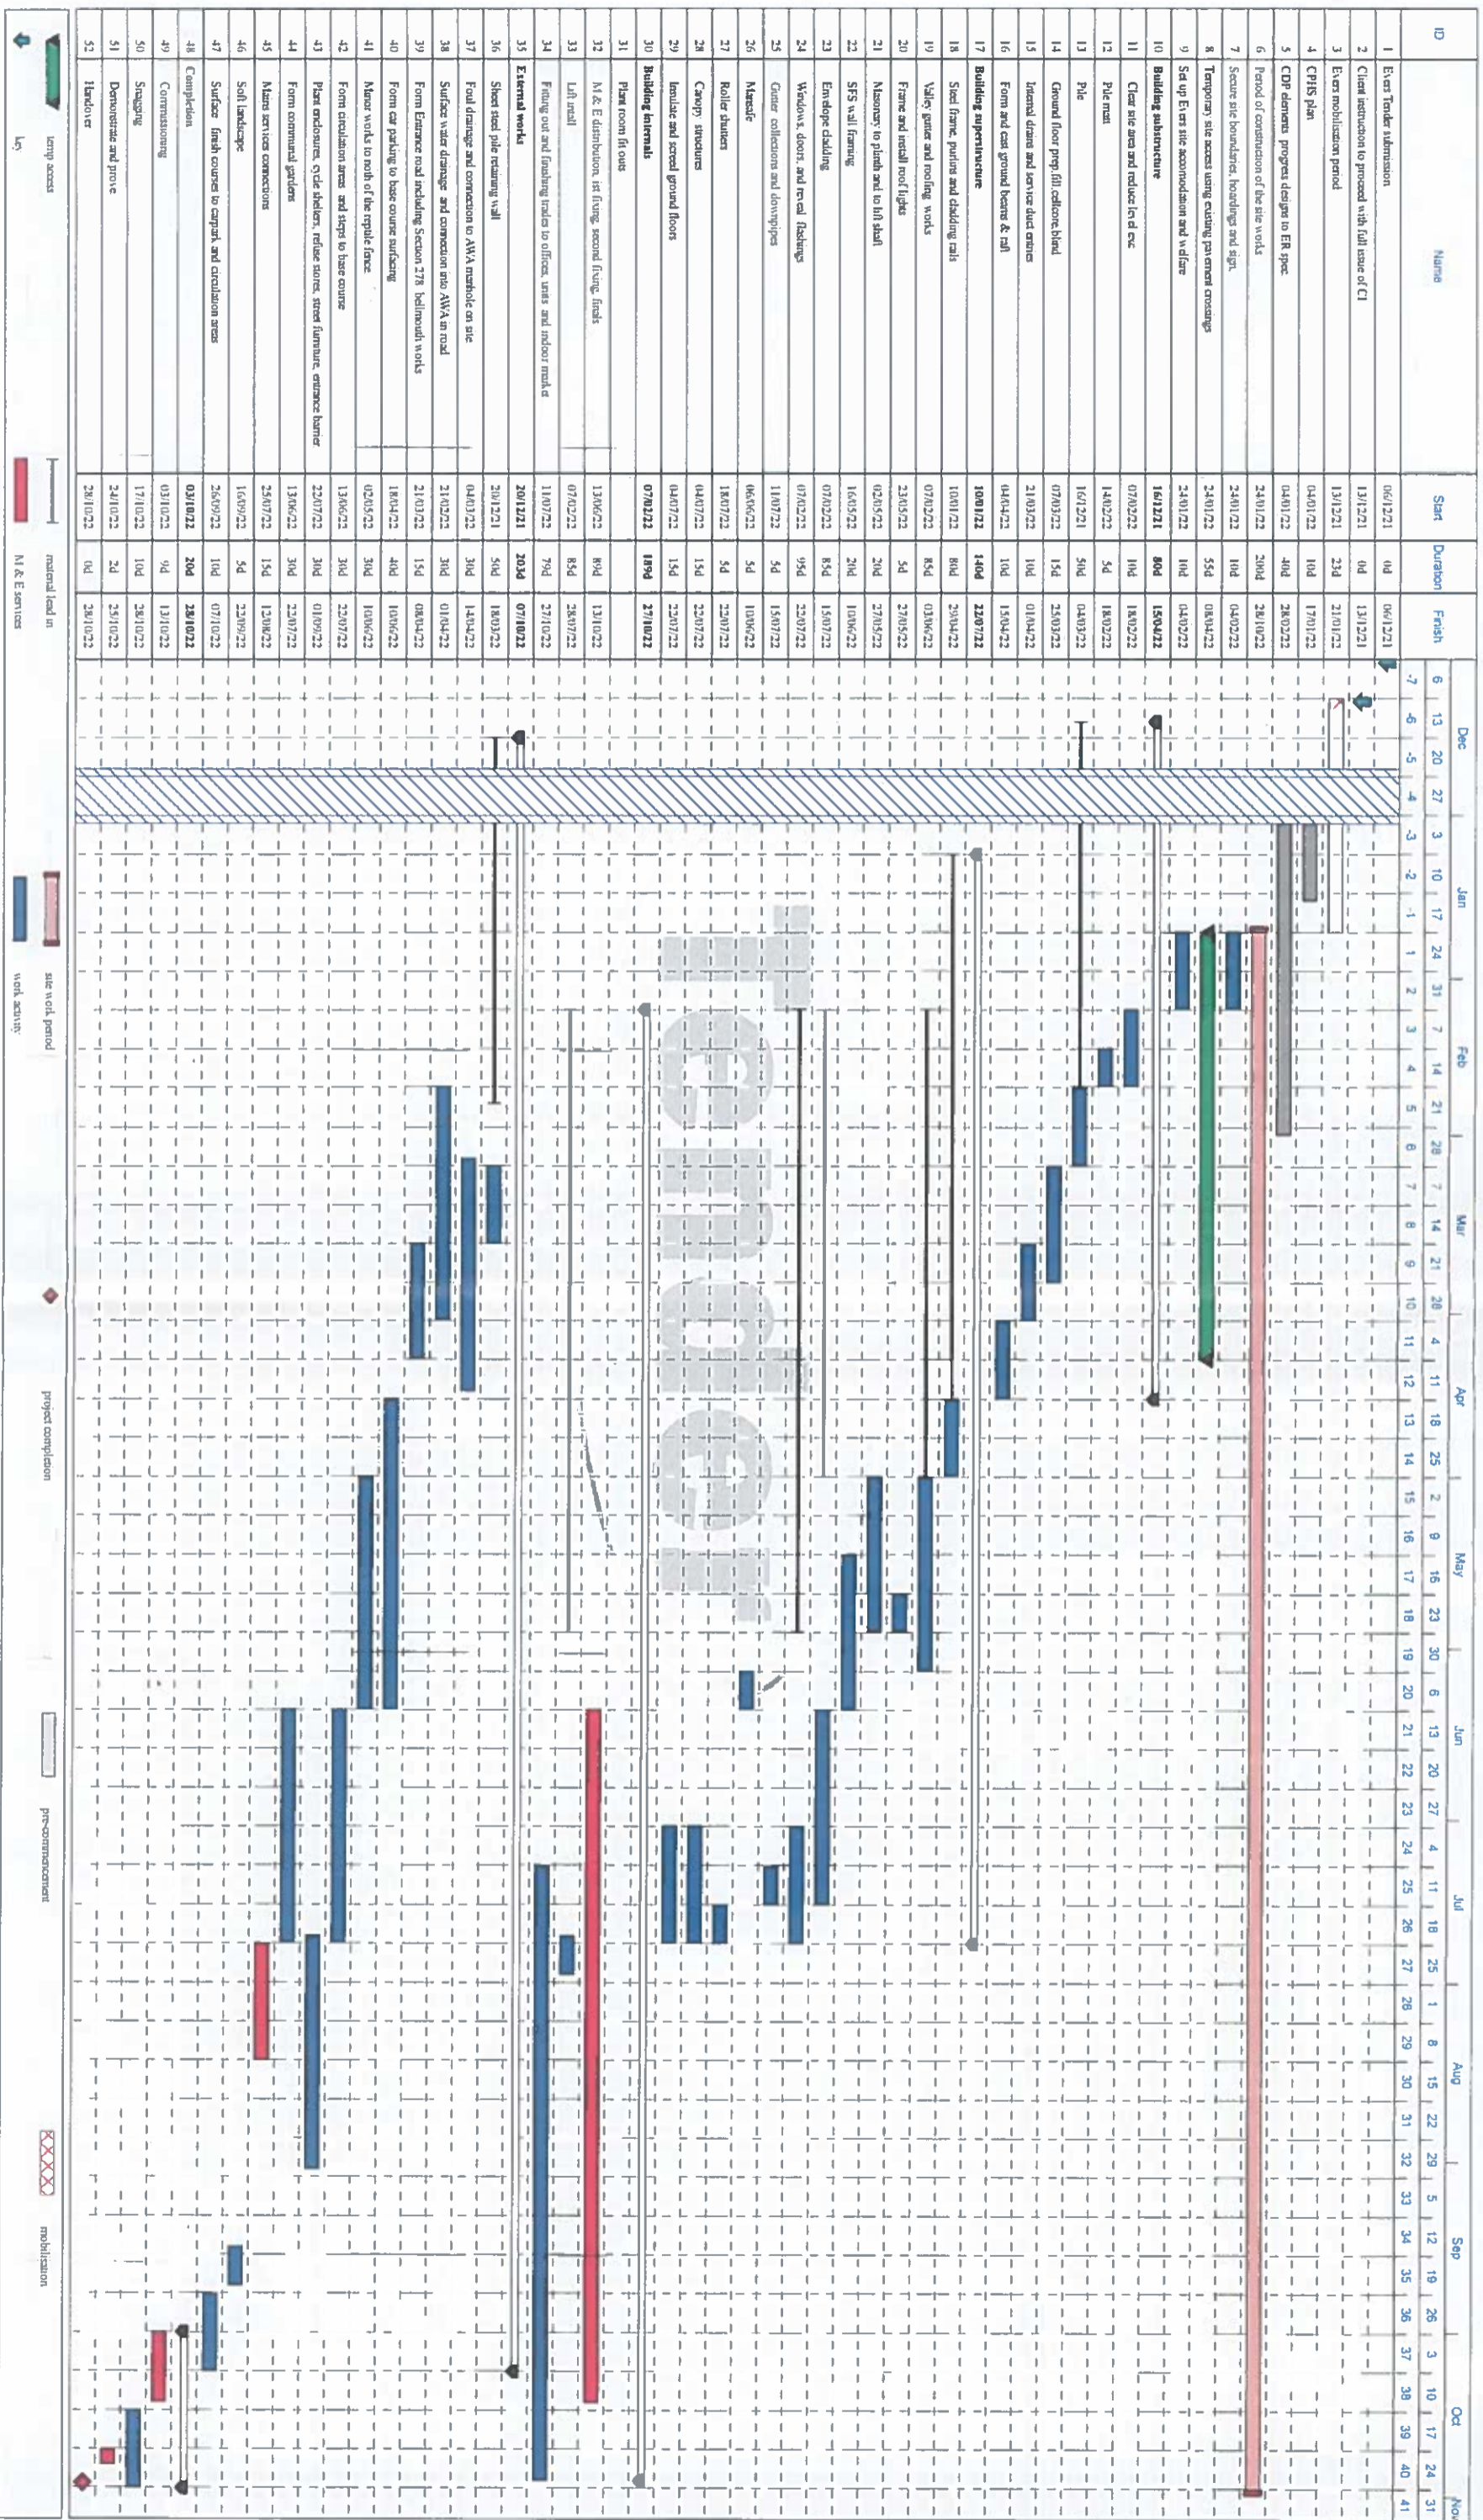 ID Name Start Duration Finish
Dec Jan Feb Mar Apr May Jun Jul Aug Sep Oct Nov
6 13 20 27 3 10 17 24 31 7 14 21 28 7 14 21 28 4 11 18 25 2 9 16 23 30 6 13 20 27 4 11 18 25 1 8 15 22 29 5 12 19 26 3 10 17 24 31
-7 -6 -5 -4 -3 -2 -1 1 2 3 4 5 6 7 8 9 10 11 12 13 14 15 16 17 18 19 20 21 22 23 24 25 26 27 28 29 30 31 32 33 34 35 36 37 38 39 40 41
1 Evers Tender submission 06/12/21 0d 06/12/21
2 Client instruction to proceed with full issue of CI 13/12/21 0d 13/12/21
3 Evers mobilisation period 13/12/21 23d 21/01/22
4 CPHS plan 04/01/22 10d 17/01/22
5 CDP elements progress designs to ER spec. 04/01/22 40d 28/02/22
6 Period of construction of the site works 24/01/22 200d 28/10/22
7 Secure site boundaries, hoardings and sign. 24/01/22 10d 04/02/22
8 Temporary site access using existing pavement crossings 24/01/22 55d 08/04/22
9 Set up Evers site accomodation and welfare 24/01/22 10d 04/02/22
10 Building substructure 16/12/21 80d 15/04/22
11 Clear site area and reduce level exc 07/02/22 10d 18/02/22
12 Pile matt 14/02/22 5d 18/02/22
13 Pile 16/12/21 50d 04/03/22
14 Ground floor prep,fill,cellcore,blind 07/03/22 15d 25/03/22
15 Internal drains and service duct entries 21/03/22 10d 01/04/22
16 Form and cast ground beams & raft 04/04/22 10d 15/04/22
17 Building superstructure 10/01/22 140d 22/07/22
18 Steel frame, purlins and cladding rails 10/01/22 80d 29/04/22
19 Valley gutter and roofing works 07/02/22 85d 03/06/22
20 Frame and install roof lights 23/05/22 5d 27/05/22
21 Masonary to plinth and to lift shaft 02/05/22 20d 27/05/22
22 SFS wall framing 16/05/22 20d 10/06/22
23 Envelope cladding 07/02/22 85d 15/07/22
24 Windows, doors, and reveal flashings 07/02/22 95d 22/07/22
25 Gutter collections and downpipes 11/07/22 5d 15/07/22
26 Mansafe 06/06/22 5d 10/06/22
27 Roller shutters 18/07/22 5d 22/07/22
28 Canopy structures 04/07/22 15d 22/07/22
29 Insulate and screed ground floors 04/07/22 15d 22/07/22
30 Building internals 07/02/22 189d 27/10/22
31 Plant room fit outs
32 M & E distribution, 1st fixing, second fixing, finals 13/06/22 89d 13/10/22
33 Lift install 07/02/22 85d 28/07/22
34 Fitting out and finishing trades to offices, units and indoor market 11/07/22 79d 27/10/22
35 External works 20/12/21 203d 07/10/22
36 Sheet steel pile retaining wall 20/12/21 50d 18/03/22
37 Foul drainage and connection to AWA manhole on site 04/03/22 30d 14/04/22
38 Surface water drainage and connection into AWA in road 21/02/22 30d 01/04/22
39 Form Entrance road including Section 278 bellmouth works 21/03/22 15d 08/04/22
40 Form car parking to base course surfacing 18/04/22 40d 10/06/22
41 Manor works to noth of the reptile fence 02/05/22 30d 10/06/22
42 Form circulation areas and steps to base course 13/06/22 30d 22/07/22
43 Plant enclosures, cycle shelters, refuse stores, street furniture, entrance barrier 22/07/22 30d 01/09/22
44 Form communal gardens 13/06/22 30d 22/07/22
45 Mains services connections 25/07/22 15d 12/08/22
46 Soft landscape 16/09/22 5d 22/09/22
47 Surface finish courses to carpark and circulation areas 26/09/22 10d 07/10/22
48 Completion 03/10/22 20d 28/10/22
49 Commissioning 03/10/22 9d 13/10/22
50 Snagging 17/10/22 10d 28/10/22
51 Demonstrate and prove 24/10/22 2d 25/10/22
52 Handover 28/10/22 0d 28/10/22
Tender
temp access material lead in site work period project completion pre-commencement mobilisation
key M & E services work activity